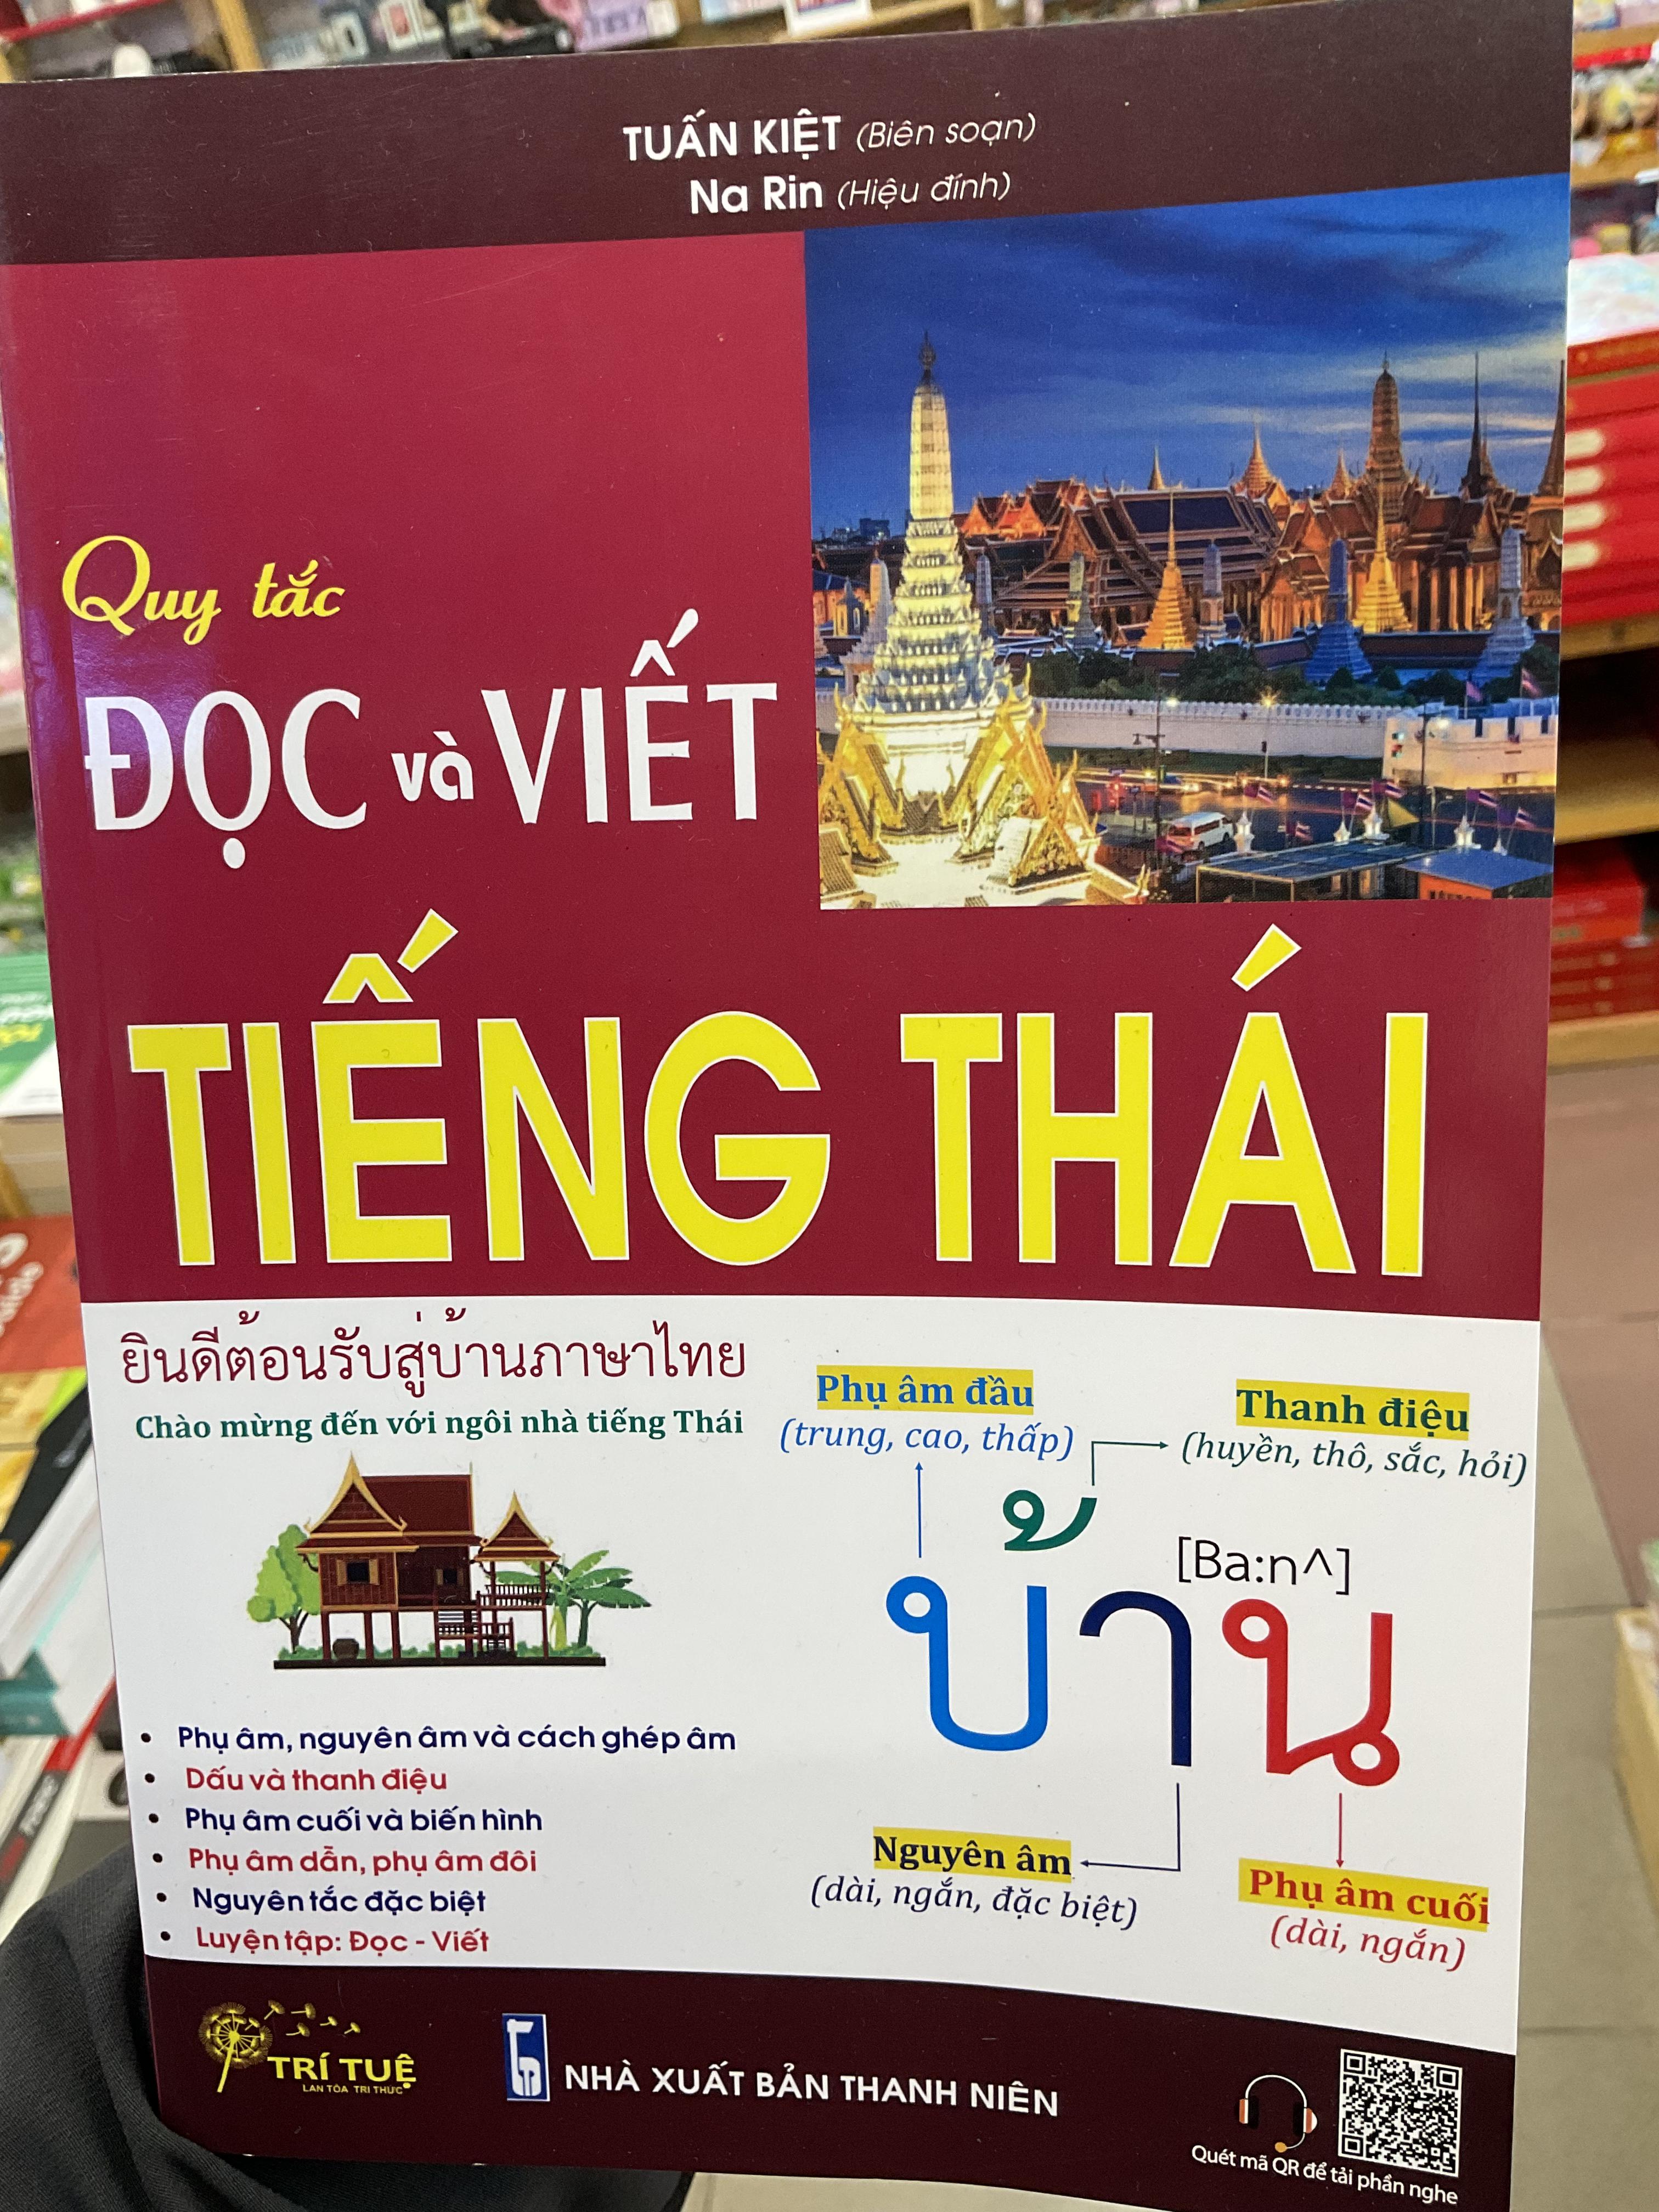 TUẤN KIỆT (Biên soạn)
Na Rin (Hiệu đính)
Quy tắc
ĐỌC và VIẾT
TIẾNG THÁI
ยินดีต้อนรับสู่บ้านภาษาไทย
Chào mừng đến với ngôi nhà tiếng Thái
Phụ âm đầu
(trung, cao, thấp)
Thanh điệu
(huyền, thô, sắc, hỏi)
[Ba:n^]
บ้าน
Nguyên âm
(dài, ngắn, đặc biệt)
Phụ âm cuối
(dài, ngắn)
• Phụ âm, nguyên âm và cách ghép âm
• Dấu và thanh điệu
• Phụ âm cuối và biến hình
• Phụ âm dẫn, phụ âm đôi
• Nguyên tắc đặc biệt
• Luyện tập: Đọc - Viết
TRÍ TUỆ
LAN TỎA TRI THỨC
NHÀ XUẤT BẢN THANH NIÊN
Quét mã QR để tải phần nghe